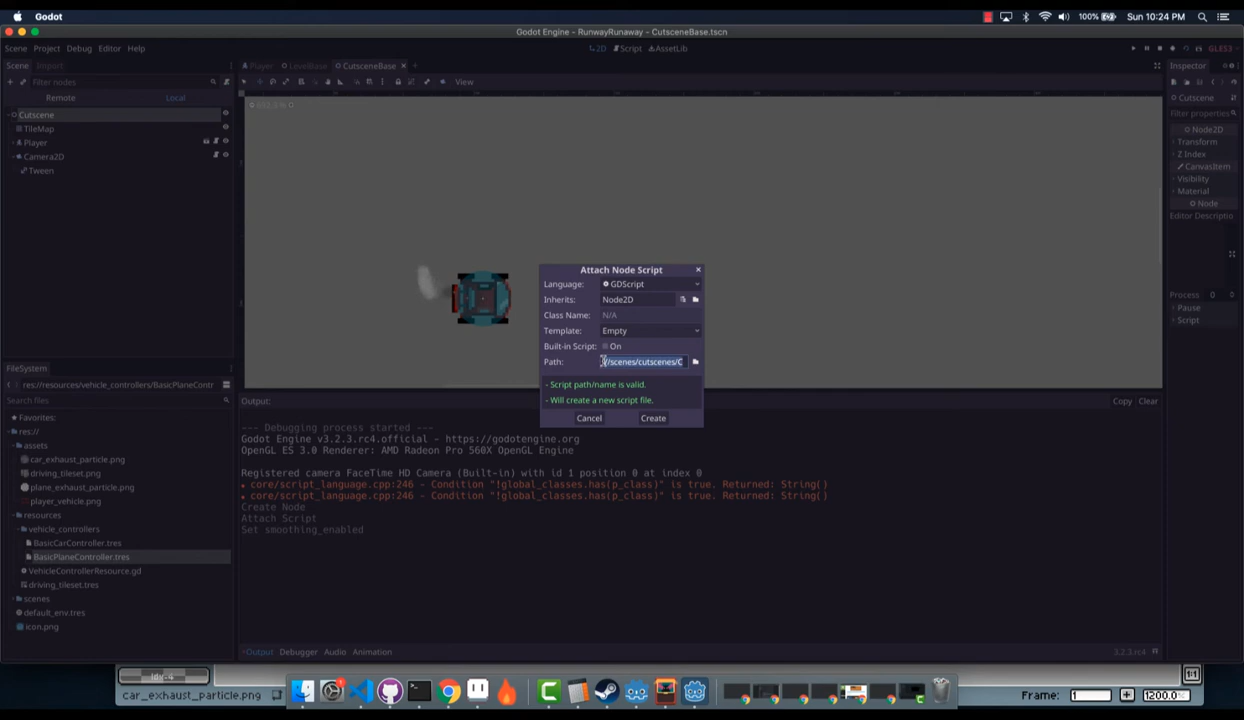 Godot
100%
Sun 10:24 PM
Godot Engine - RunwayRunaway - CutsceneBase.tscn
Scene Project Debug Editor Help
2D Script AssetLib
GLES3
Scene Import
Player LevelBase CutsceneBase
Inspector
Filter nodes
View
Remote Local
Cutscene
Cutscene
TileMap
Player
Camera2D
Tween
Filter properties
Node2D
Transform
Z Index
CanvasItem
Visibility
Material
Node
Editor Descriptio
Process 0
Pause
Script
Attach Node Script
Language: GDScript
Inherits: Node2D
Class Name: N/A
Template: Empty
Built-in Script: On
Path: //scenes/cutscenes/C
- Script path/name is valid.
- Will create a new script file.
Cancel Create
FileSystem
res://resources/vehicle_controllers/BasicPlaneContr
Search files
Favorites:
res://
assets
car_exhaust_particle.png
driving_tileset.png
plane_exhaust_particle.png
player_vehicle.png
resources
vehicle_controllers
BasicCarController.tres
BasicPlaneController.tres
VehicleControllerResource.gd
driving_tileset.tres
scenes
default_env.tres
icon.png
Output:
Copy Clear
--- Debugging process started ---
Godot Engine v3.2.3.rc4.official - https://godotengine.org
OpenGL ES 3.0 Renderer: AMD Radeon Pro 560X OpenGL Engine
Registered camera FaceTime HD Camera (Built-in) with id 1 position 0 at index 0
core/script_language.cpp:246 - Condition "!global_classes.has(p_class)" is true. Returned: String()
core/script_language.cpp:246 - Condition "!global_classes.has(p_class)" is true. Returned: String()
Create Node
Attach Script
Set smoothing_enabled
Output Debugger Audio Animation
3.2.3.rc4
car_exhaust_particle.png
Frame: 1
1200.0%
1:1